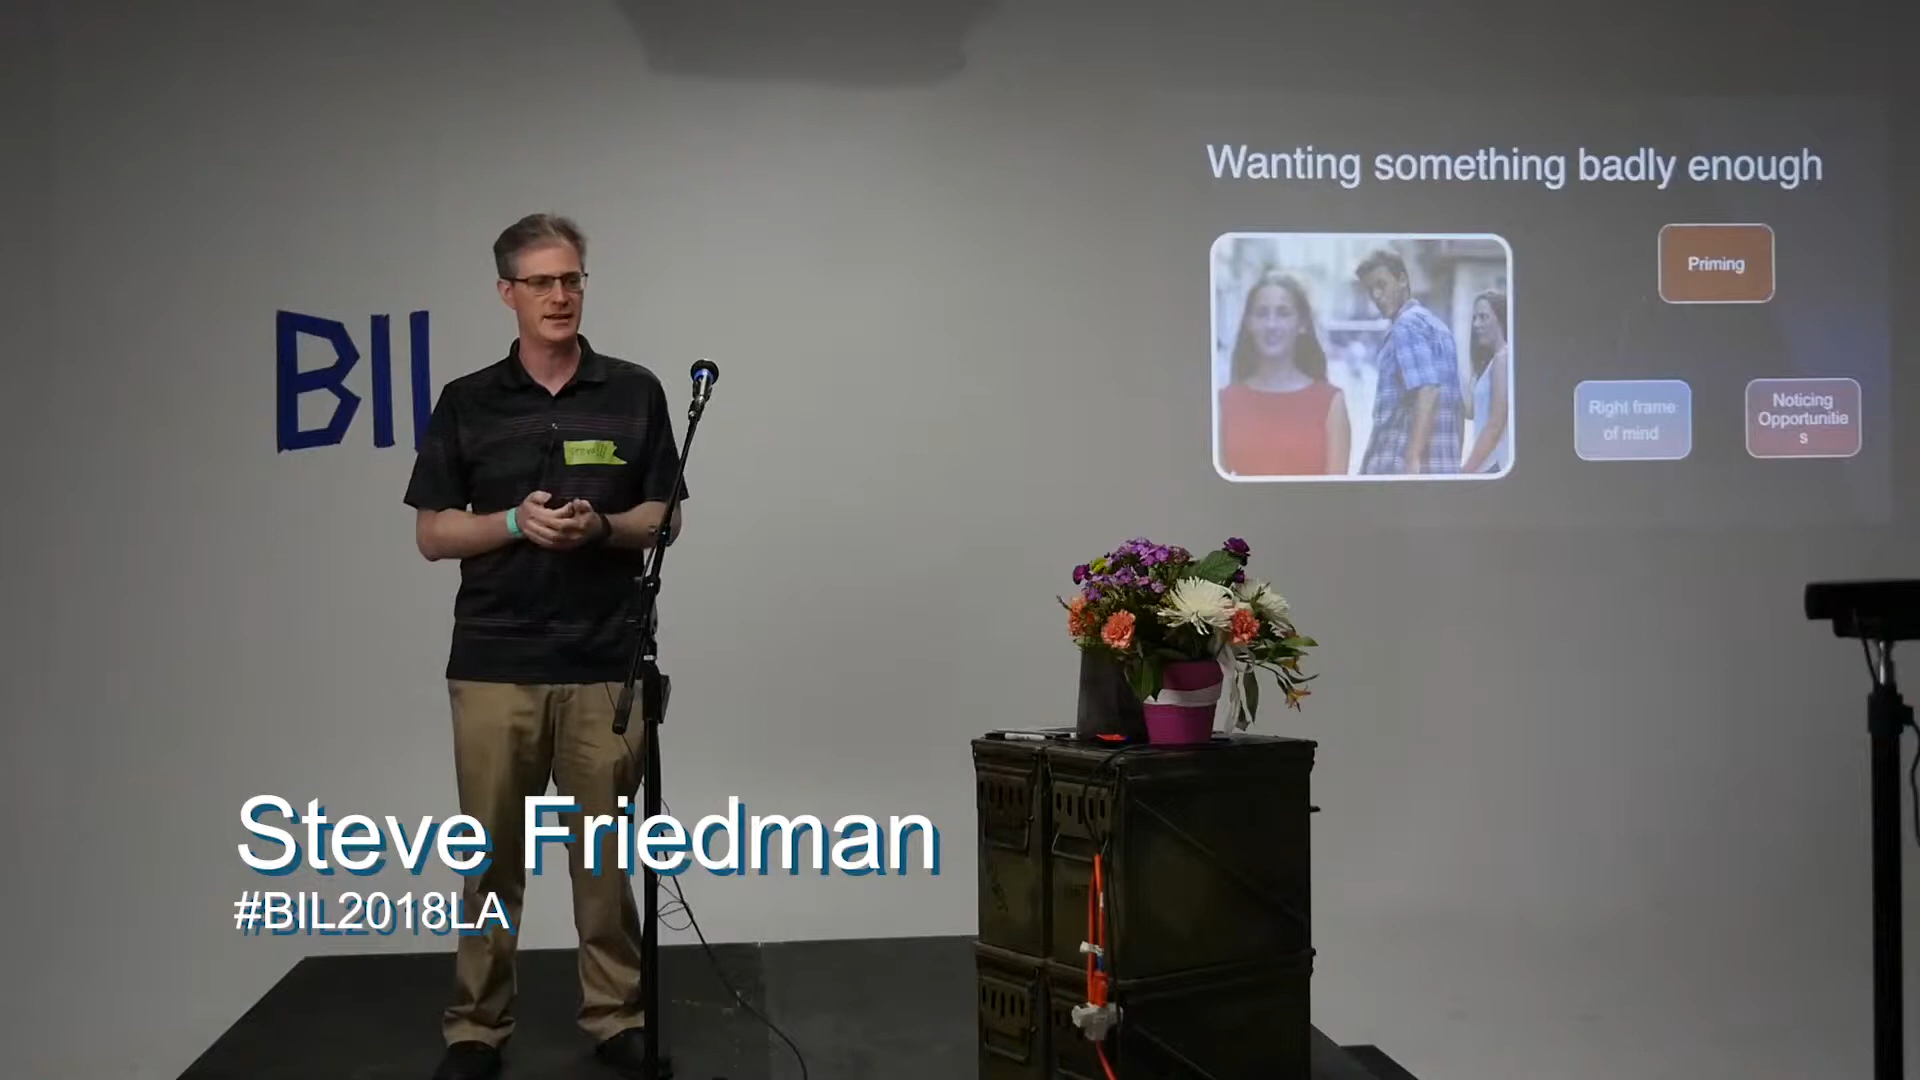 Wanting something badly enough
Priming
Right frame
of mind
Noticing
Opportunitie
s
BIL
Steve Friedman
#BIL2018LA